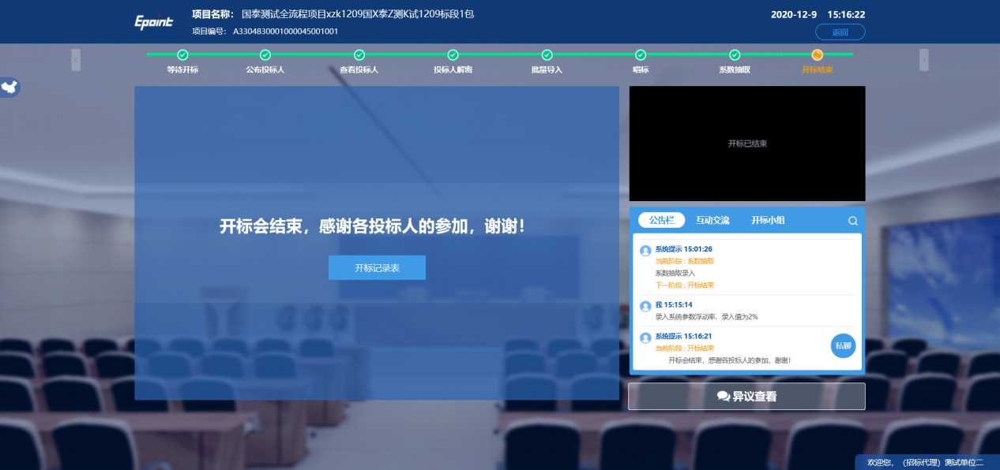 Epoint
项目名称： 国泰测试全流程项目xzk1209国X泰Z测K试1209标段1包
2020-12-9 15:16:22
项目编号： A3304830001000045001001
返回
等待开标 公布投标人 查看投标人 投标人解密 批量导入 唱标 系数抽取 开标结束
开标已结束
开标会结束，感谢各投标人的参加，谢谢！
开标记录表
公告栏 互动交流 开标小组
系统提示 15:01:26
当前阶段：系数抽取
系数抽取录入
下一阶段：开标结束
我 15:15:14
录入系统参数浮动率，录入值为2%
系统提示 15:16:21
当前阶段：开标结束
开标会结束，感谢各投标人的参加，谢谢！
私聊
异议查看
欢迎您，（招标代理）测试单位二